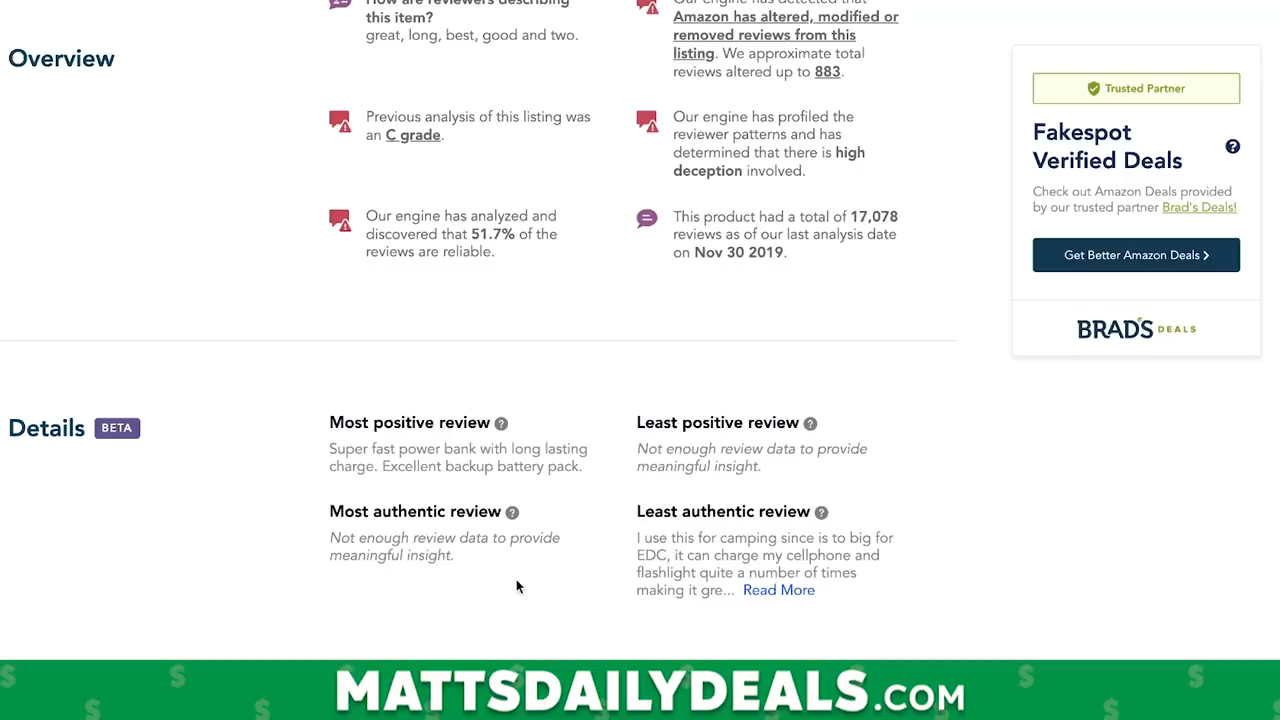 Overview
How are reviewers describing
this item?
great, long, best, good and two.
Our engine has detected that
Amazon has altered, modified or
removed reviews from this
listing. We approximate total
reviews altered up to 883.
Previous analysis of this listing was
an C grade.
Our engine has profiled the
reviewer patterns and has
determined that there is high
deception involved.
Our engine has analyzed and
discovered that 51.7% of the
reviews are reliable.
This product had a total of 17,078
reviews as of our last analysis date
on Nov 30 2019.
Trusted Partner
Fakespot
Verified Deals
Check out Amazon Deals provided
by our trusted partner Brad's Deals!
Get Better Amazon Deals
BRAD'S DEALS
Details BETA
Most positive review
Super fast power bank with long lasting
charge. Excellent backup battery pack.
Least positive review
Not enough review data to provide
meaningful insight.
Most authentic review
Not enough review data to provide
meaningful insight.
Least authentic review
I use this for camping since is to big for
EDC, it can charge my cellphone and
flashlight quite a number of times
making it gre... Read More
MATTSDAILYDEALS.COM